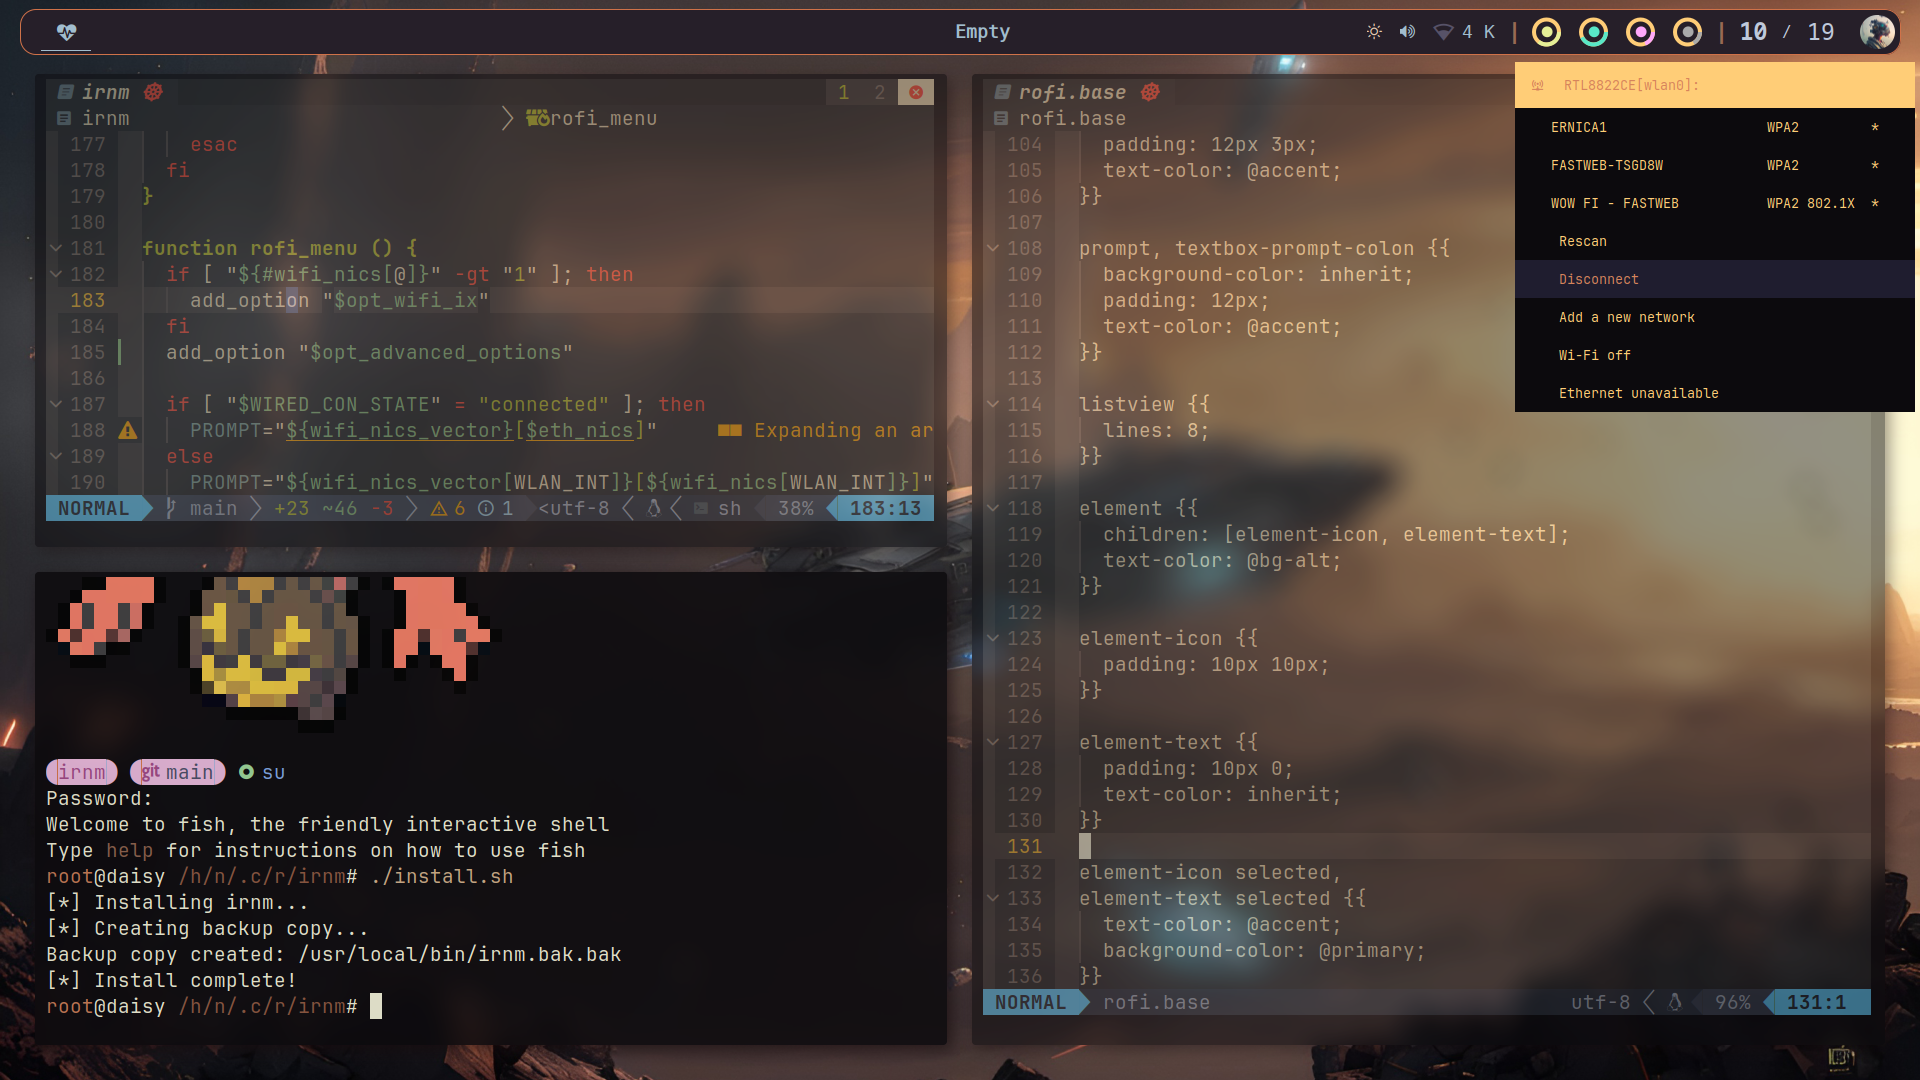 Empty
4 K | | 10 / 19
irnm
1 2
irnm rofi_menu
177 esac
178 fi
179 }
180
181 function rofi_menu () {
182 if [ "${#wifi_nics[@]}" -gt "1" ]; then
183 add_option "$opt_wifi_ix"
184 fi
185 add_option "$opt_advanced_options"
186
187 if [ "$WIRED_CON_STATE" = "connected" ]; then
188 PROMPT="${wifi_nics_vector}[$eth_nics]" Expanding an ar
189 else
190 PROMPT="${wifi_nics_vector[WLAN_INT]}[${wifi_nics[WLAN_INT]}]"
NORMAL main +23 ~46 -3 6 1 <utf-8 sh 38% 183:13
irnm git main su
Password:
Welcome to fish, the friendly interactive shell
Type help for instructions on how to use fish
root@daisy /h/n/.c/r/irnm# ./install.sh
[*] Installing irnm...
[*] Creating backup copy...
Backup copy created: /usr/local/bin/irnm.bak.bak
[*] Install complete!
root@daisy /h/n/.c/r/irnm#
rofi.base
rofi.base
104 padding: 12px 3px;
105 text-color: @accent;
106 }}
107
108 prompt, textbox-prompt-colon {{
109 background-color: inherit;
110 padding: 12px;
111 text-color: @accent;
112 }}
113
114 listview {{
115 lines: 8;
116 }}
117
118 element {{
119 children: [element-icon, element-text];
120 text-color: @bg-alt;
121 }}
122
123 element-icon {{
124 padding: 10px 10px;
125 }}
126
127 element-text {{
128 padding: 10px 0;
129 text-color: inherit;
130 }}
131
132 element-icon selected,
133 element-text selected {{
134 text-color: @accent;
135 background-color: @primary;
136 }}
NORMAL rofi.base utf-8 96% 131:1
RTL8822CE[wlan0]:
ERNICA1 WPA2 *
FASTWEB-TSGD8W WPA2 *
WOW FI - FASTWEB WPA2 802.1X *
Rescan
Disconnect
Add a new network
Wi-Fi off
Ethernet unavailable